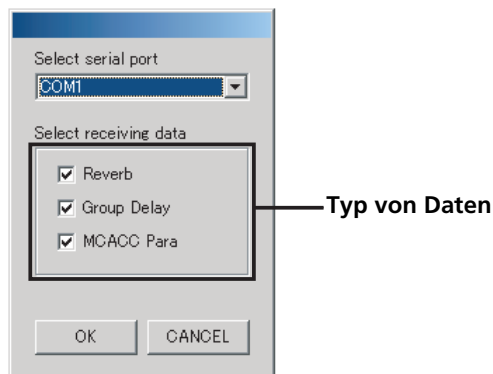 Select serial port
COM1
Select receiving data
Reverb
Group Delay
MCACC Para
Typ von Daten
OK CANCEL